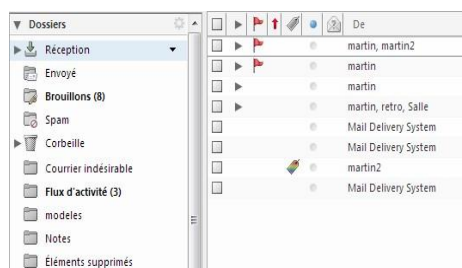 Dossiers
Réception
Envoyé
Brouillons (8)
Spam
Corbeille
Courrier indésirable
Flux d'activité (3)
modeles
Notes
Éléments supprimés
De
martin, martin2
martin
martin
martin, retro, Salle
Mail Delivery System
Mail Delivery System
martin2
Mail Delivery System